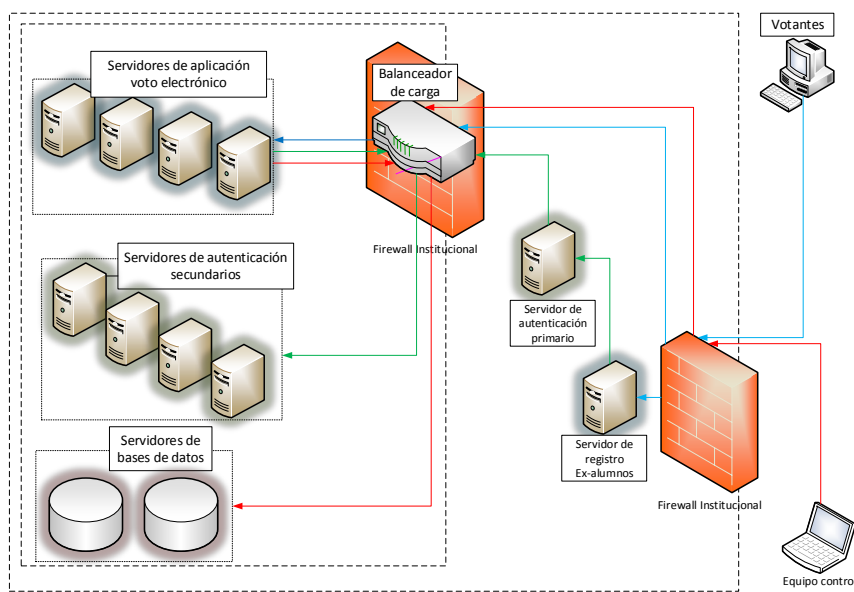 Servidores de aplicación
voto electrónico
Balanceador
de carga
Votantes
Firewall Institucional
Servidores de autenticación
secundarios
Servidor de
autenticación
primario
Servidores de
bases de datos
Servidor de
registro
Ex-alumnos
Firewall Institucional
Equipo contro